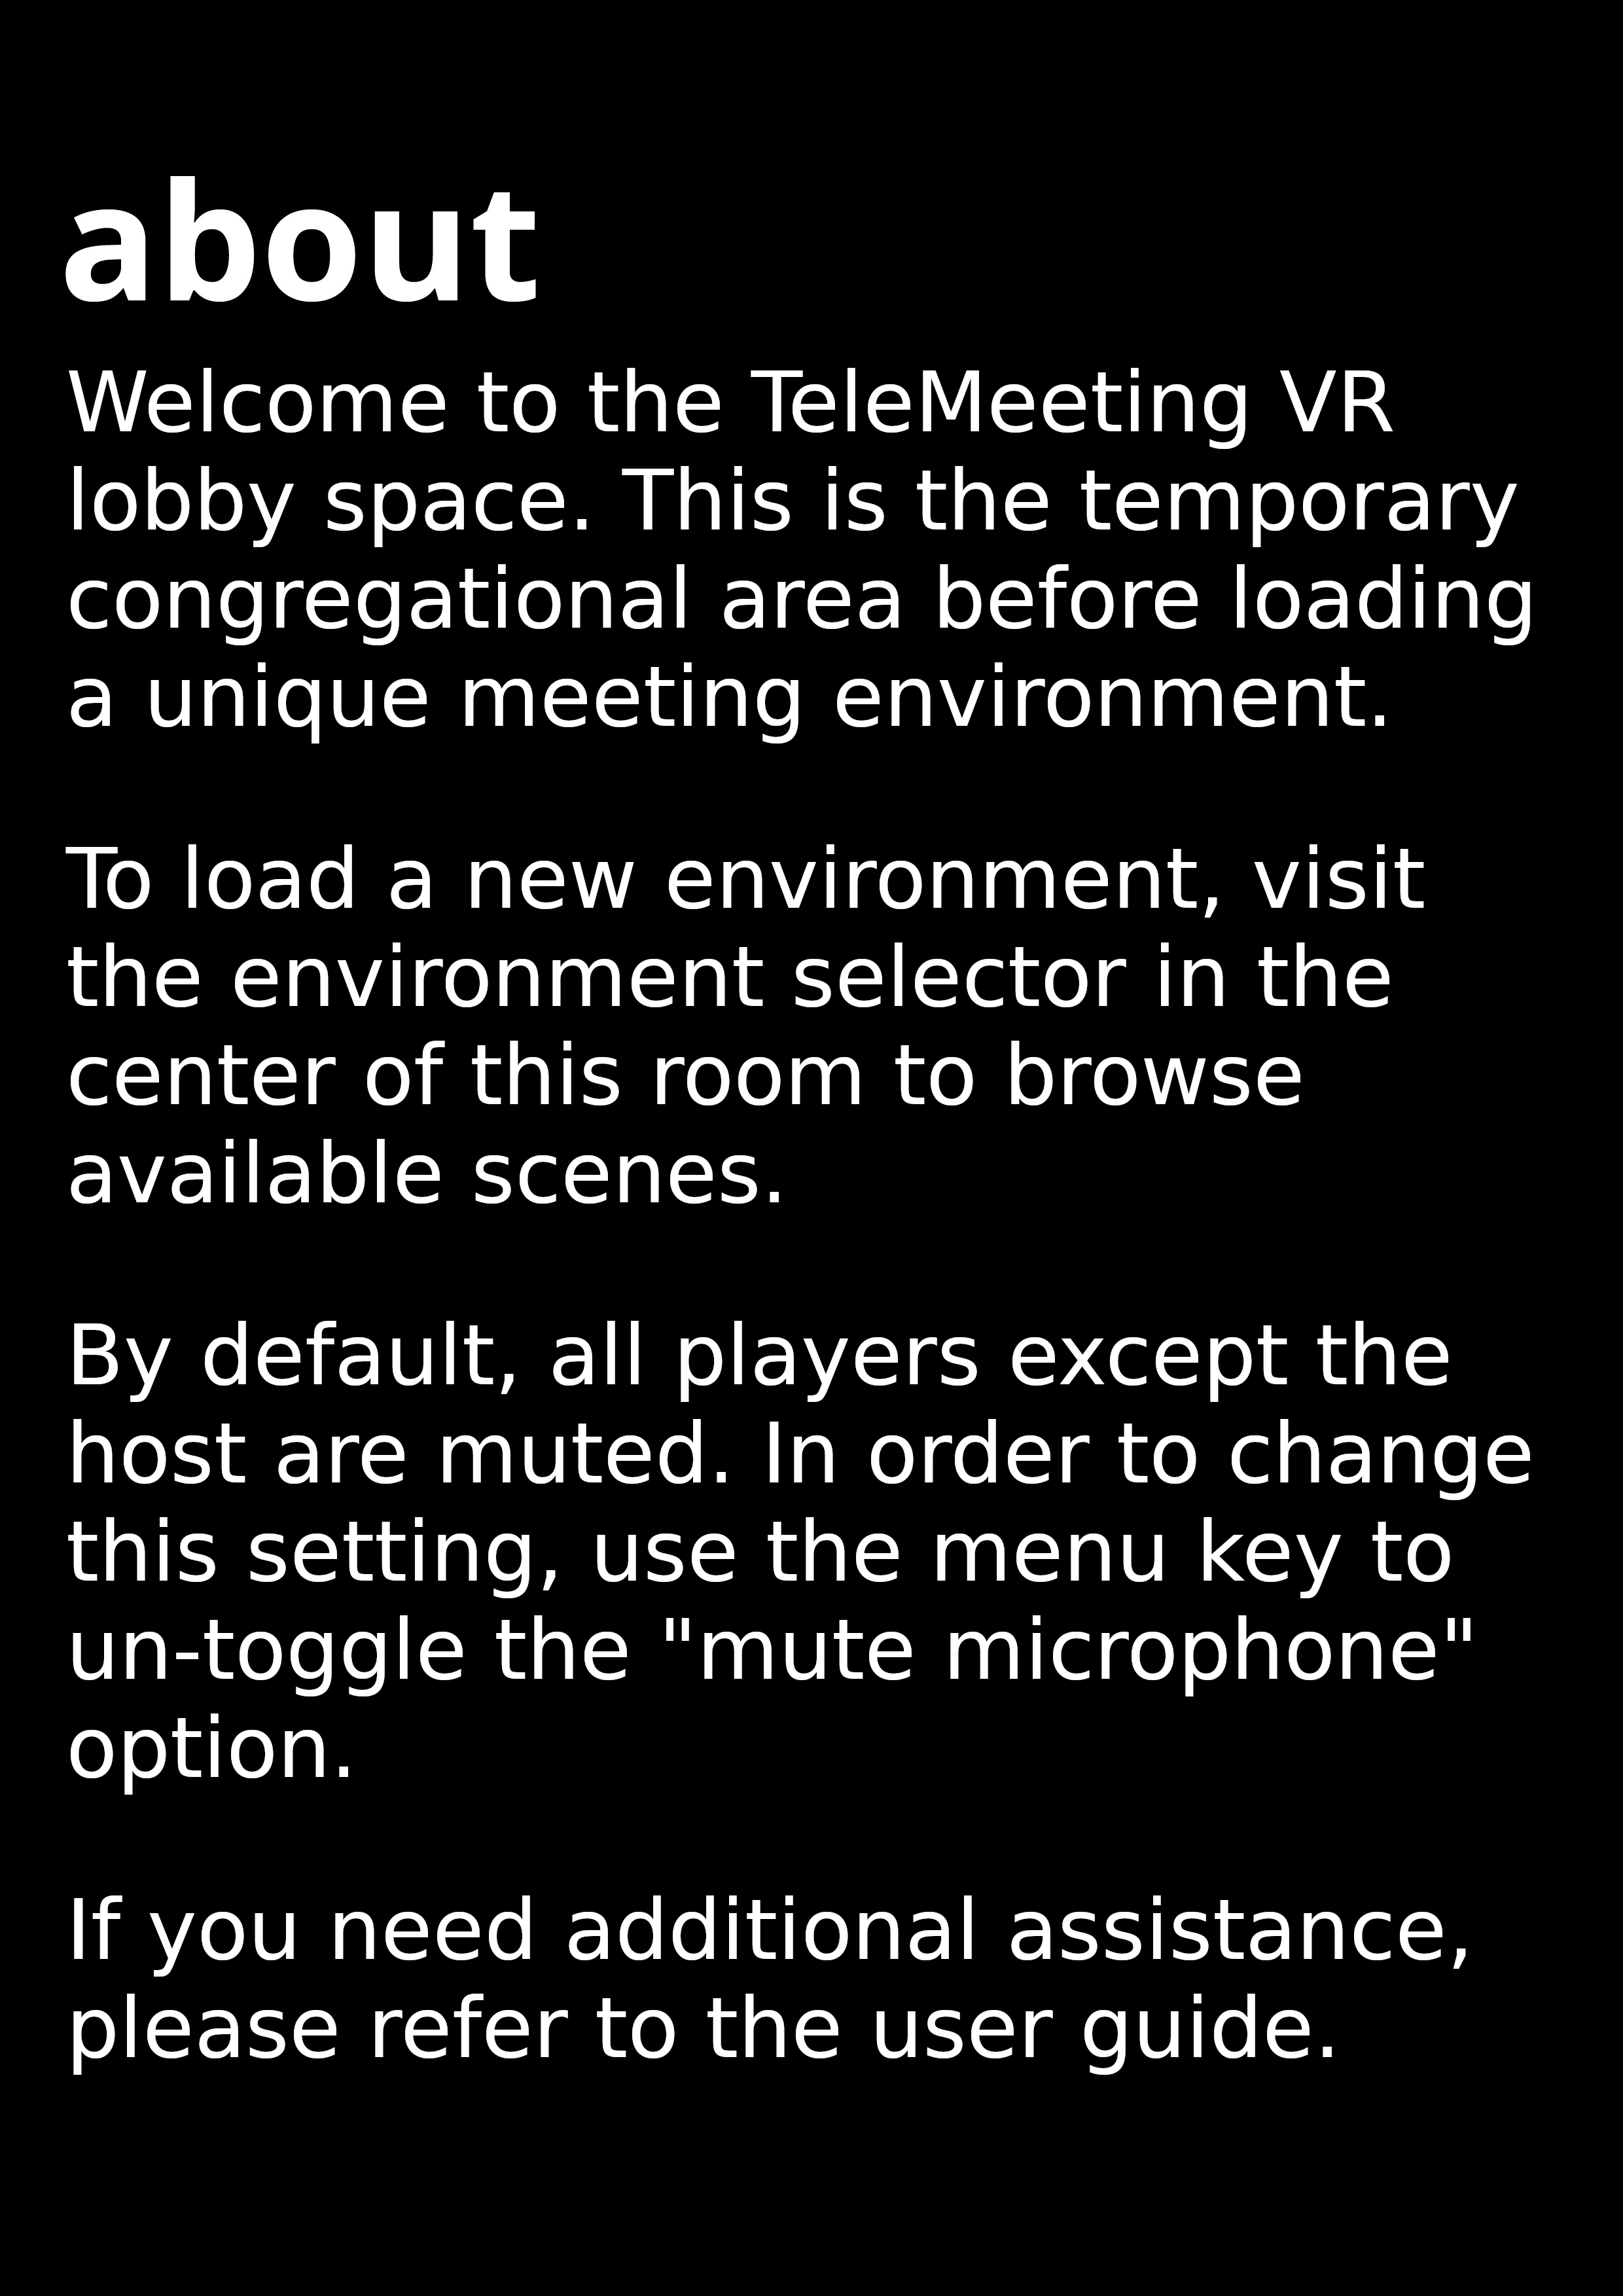 about
Welcome to the TeleMeeting VR
lobby space. This is the temporary
congregational area before loading
a unique meeting environment.
To load a new environment, visit
the environment selector in the
center of this room to browse
available scenes.
By default, all players except the
host are muted. In order to change
this setting, use the menu key to
un-toggle the "mute microphone"
option.
If you need additional assistance,
please refer to the user guide.